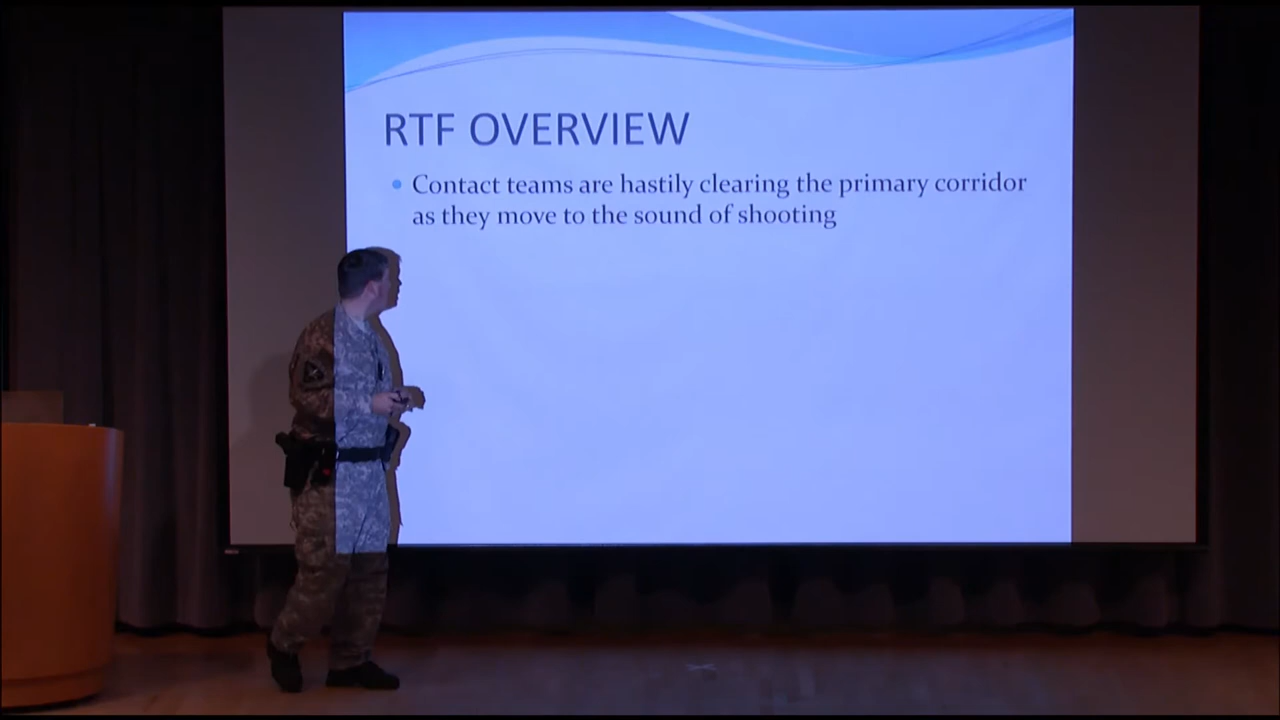 RTF OVERVIEW
Contact teams are hastily clearing the primary corridor
as they move to the sound of shooting